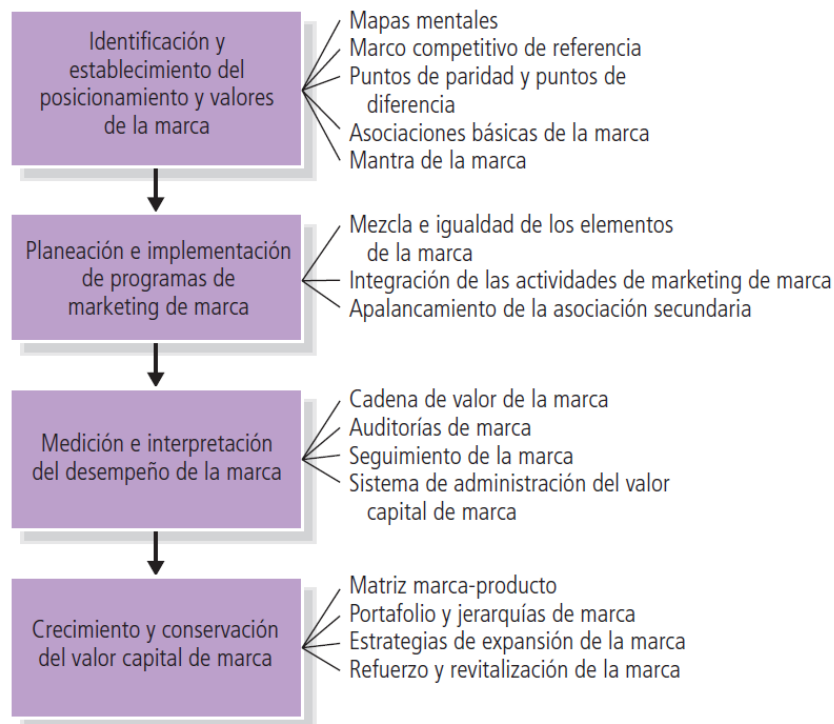 Identificación y
establecimiento del
posicionamiento y valores
de la marca
Mapas mentales
Marco competitivo de referencia
Puntos de paridad y puntos de
diferencia
Asociaciones básicas de la marca
Mantra de la marca
Planeación e implementación
de programas de
marketing de marca
Mezcla e igualdad de los elementos
de la marca
Integración de las actividades de marketing de marca
Apalancamiento de la asociación secundaria
Medición e interpretación
del desempeño de la marca
Cadena de valor de la marca
Auditorías de marca
Seguimiento de la marca
Sistema de administración del valor
capital de marca
Crecimiento y conservación
del valor capital de marca
Matriz marca-producto
Portafolio y jerarquías de marca
Estrategias de expansión de la marca
Refuerzo y revitalización de la marca